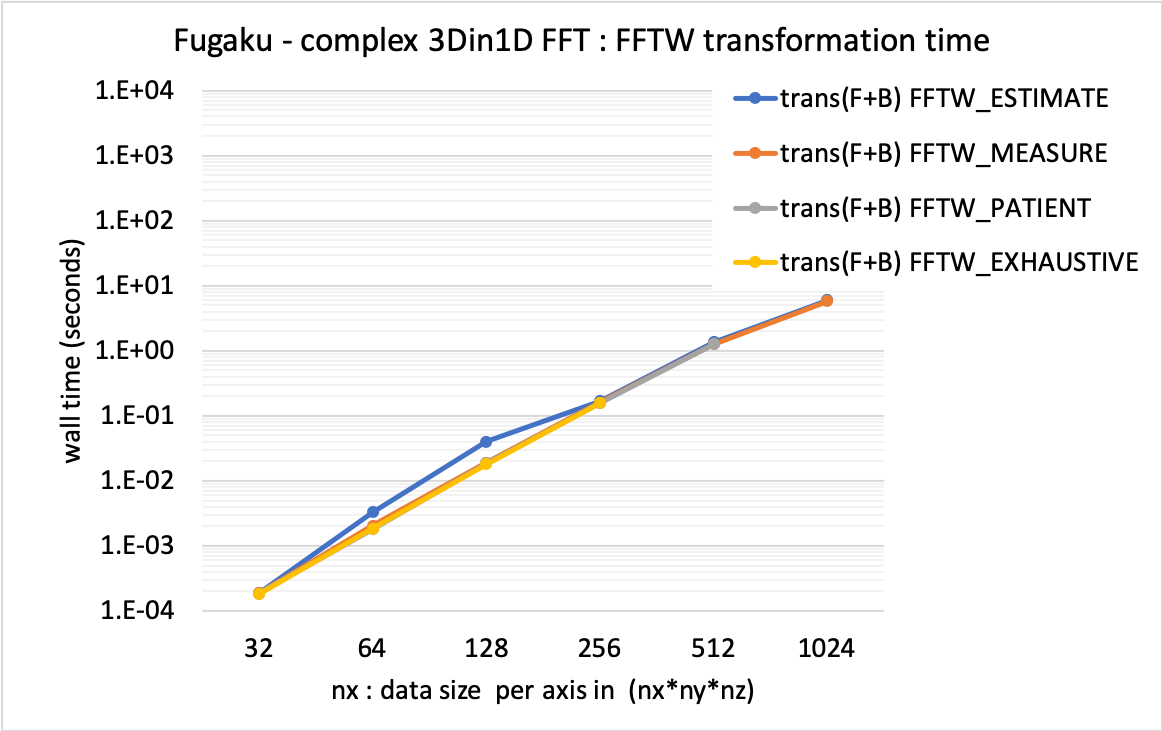 Fugaku - complex 3Din1D FFT : FFTW transformation time
1.E+04
1.E+03
1.E+02
1.E+01
1.E+00
1.E-01
1.E-02
1.E-03
1.E-04
wall time (seconds)
trans(F+B) FFTW_ESTIMATE
trans(F+B) FFTW_MEASURE
trans(F+B) FFTW_PATIENT
trans(F+B) FFTW_EXHAUSTIVE
32 64 128 256 512 1024
nx : data size per axis in (nx*ny*nz)